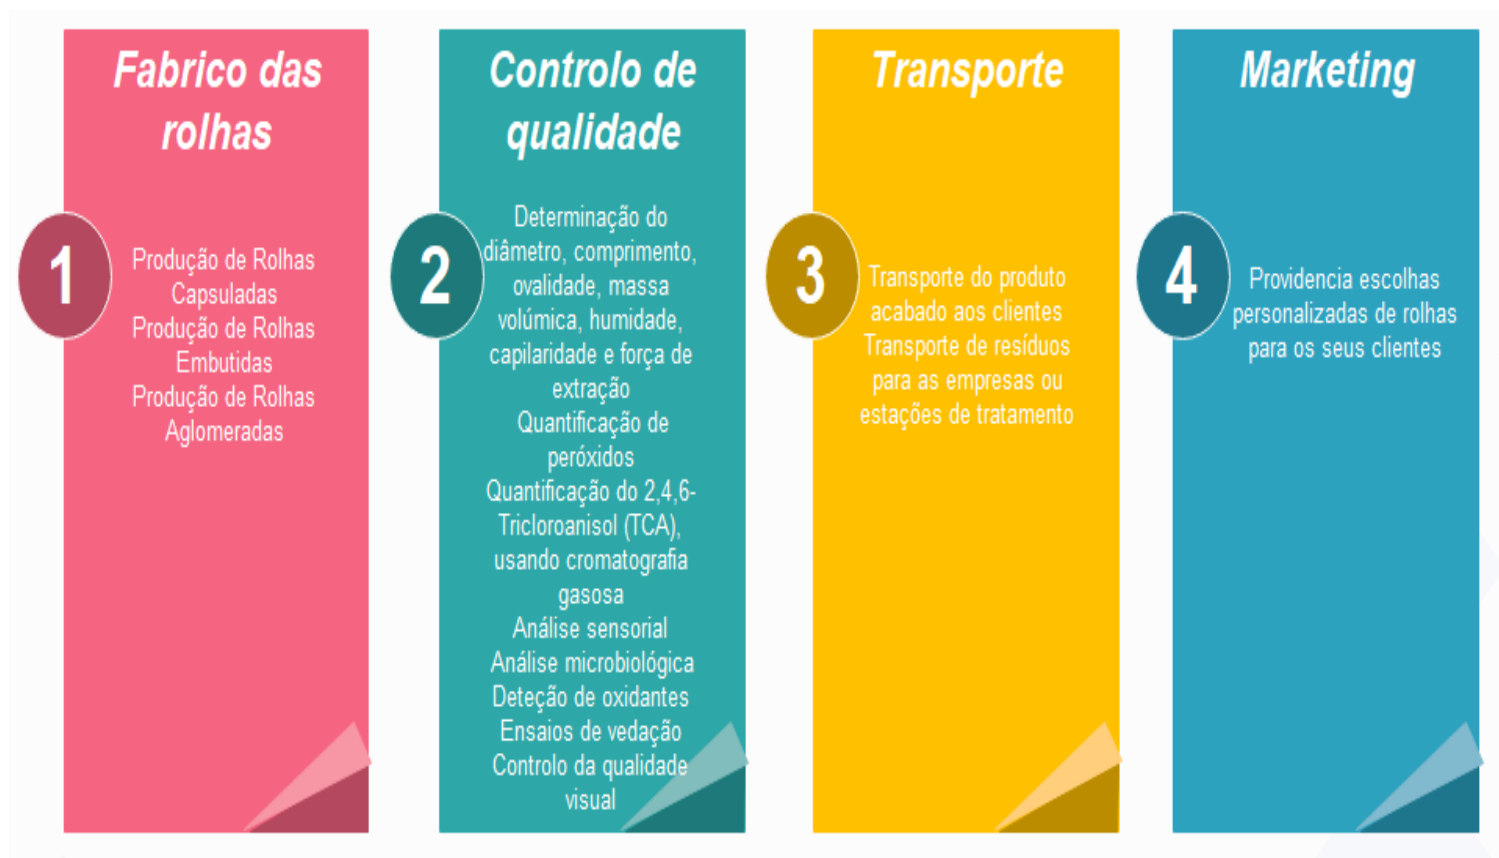 Fabrico das
rolhas
1
Produção de Rolhas
Capsuladas
Produção de Rolhas
Embutidas
Produção de Rolhas
Aglomeradas
Controlo de
qualidade
2
Determinação do
diâmetro, comprimento,
ovalidade, massa
volúmica, humidade,
capilaridade e força de
extração
Quantificação de
peróxidos
Quantificação do 2,4,6-
Tricloroanisol (TCA),
usando cromatografia
gasosa
Análise sensorial
Análise microbiológica
Deteção de oxidantes
Ensaios de vedação
Controlo da qualidade
visual
Transporte
3
Transporte do produto
acabado aos clientes
Transporte de resíduos
para as empresas ou
estações de tratamento
Marketing
4
Providencia escolhas
personalizadas de rolhas
para os seus clientes